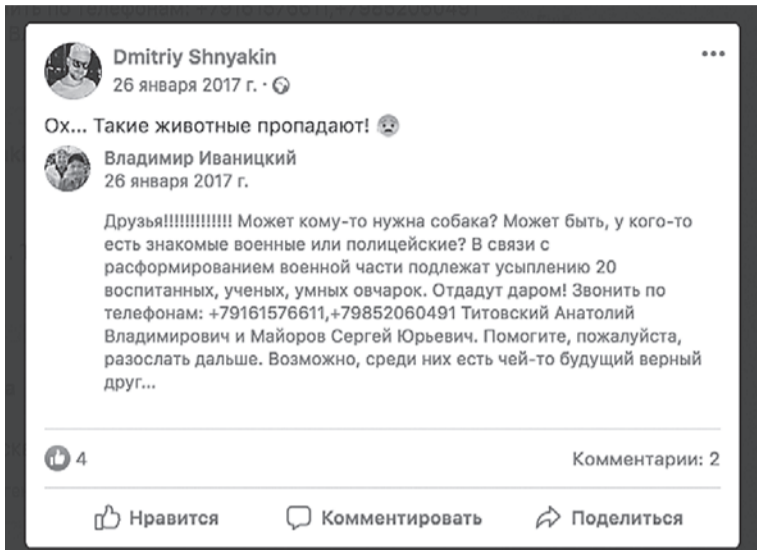 Dmitriy Shnyakin
26 января 2017 г. ·
Ох... Такие животные пропадают!
Владимир Иваницкий
26 января 2017 г.
Друзья!!!!!!!!!!!!! Может кому-то нужна собака? Может быть, у кого-то
есть знакомые военные или полицейские? В связи с
расформированием военной части подлежат усыплению 20
воспитанных, ученых, умных овчарок. Отдадут даром! Звонить по
телефонам: +79161576611,+79852060491 Титовский Анатолий
Владимирович и Майоров Сергей Юрьевич. Помогите, пожалуйста,
разослать дальше. Возможно, среди них есть чей-то будущий верный
друг...
4
Комментарии: 2
Нравится Комментировать Поделиться